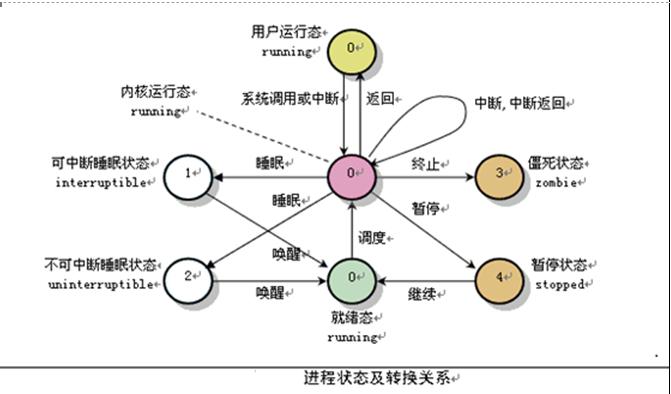 用户运行态
running
0
内核运行态
running
系统调用或中断
返回
中断, 中断返回
可中断睡眠状态
interruptible
1
睡眠
0
终止
3
僵死状态
zombie
睡眠
暂停
唤醒
调度
不可中断睡眠状态
uninterruptible
2
唤醒
0
继续
4
暂停状态
stopped
就绪态
running
进程状态及转换关系